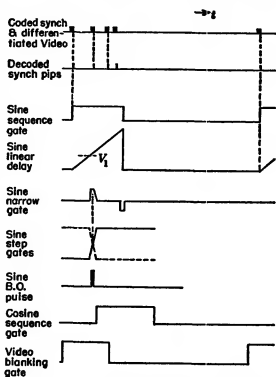 →t
Coded synch
& differen-
tiated Video
Decoded
synch pips
Sine
sequence
gate
Sine
linear
delay
V₁
Sine
narrow
gate
Sine
step
gates
Sine
B.O.
pulse
Cosine
sequence
gate
Video
blanking
gate